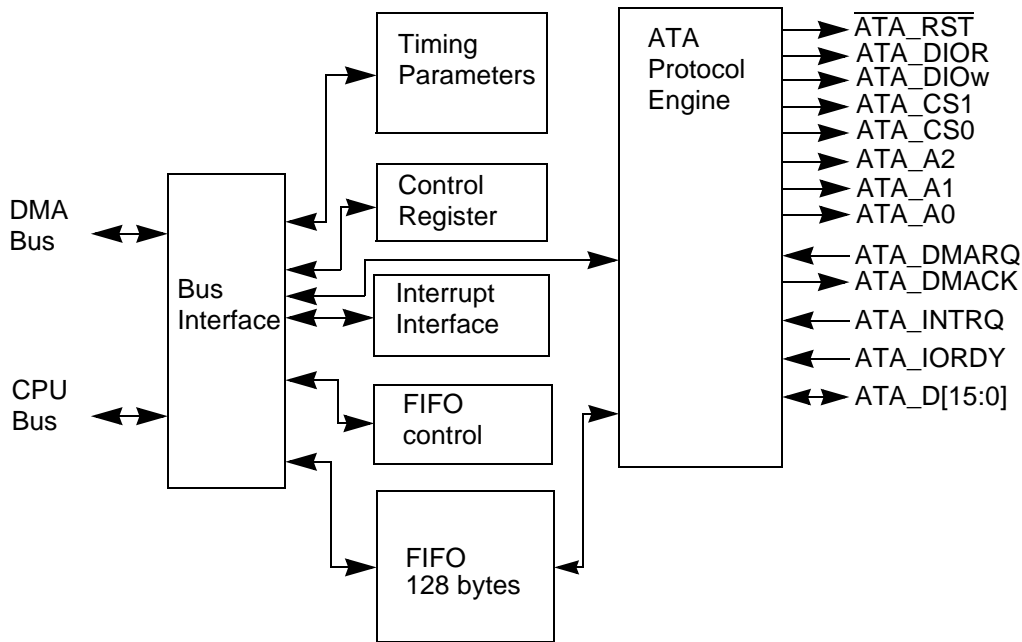 Timing
Parameters
ATA
Protocol
Engine
ATA_RST
ATA_DIOR
ATA_DIOw
ATA_CS1
ATA_CS0
ATA_A2
ATA_A1
ATA_A0
ATA_DMARQ
ATA_DMACK
ATA_INTRQ
ATA_IORDY
ATA_D[15:0]
Control
Register
DMA
Bus
Bus
Interface
Interrupt
Interface
CPU
Bus
FIFO
control
FIFO
128 bytes